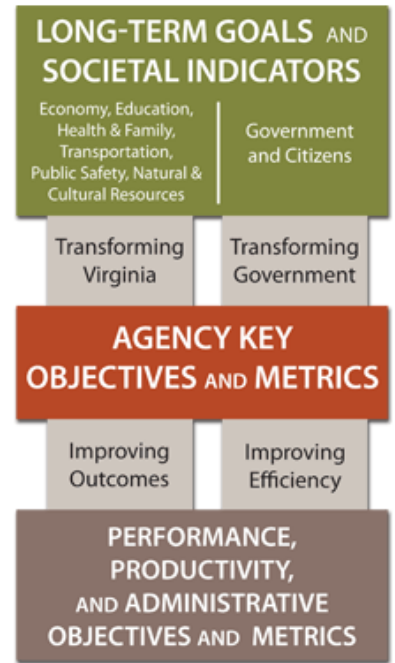 LONG-TERM GOALS AND
SOCIETAL INDICATORS
Economy, Education,
Health & Family,
Transportation,
Public Safety, Natural &
Cultural Resources
Government
and Citizens
Transforming
Virginia
Transforming
Government
AGENCY KEY
OBJECTIVES AND METRICS
Improving
Outcomes
Improving
Efficiency
PERFORMANCE,
PRODUCTIVITY,
AND ADMINISTRATIVE
OBJECTIVES AND METRICS